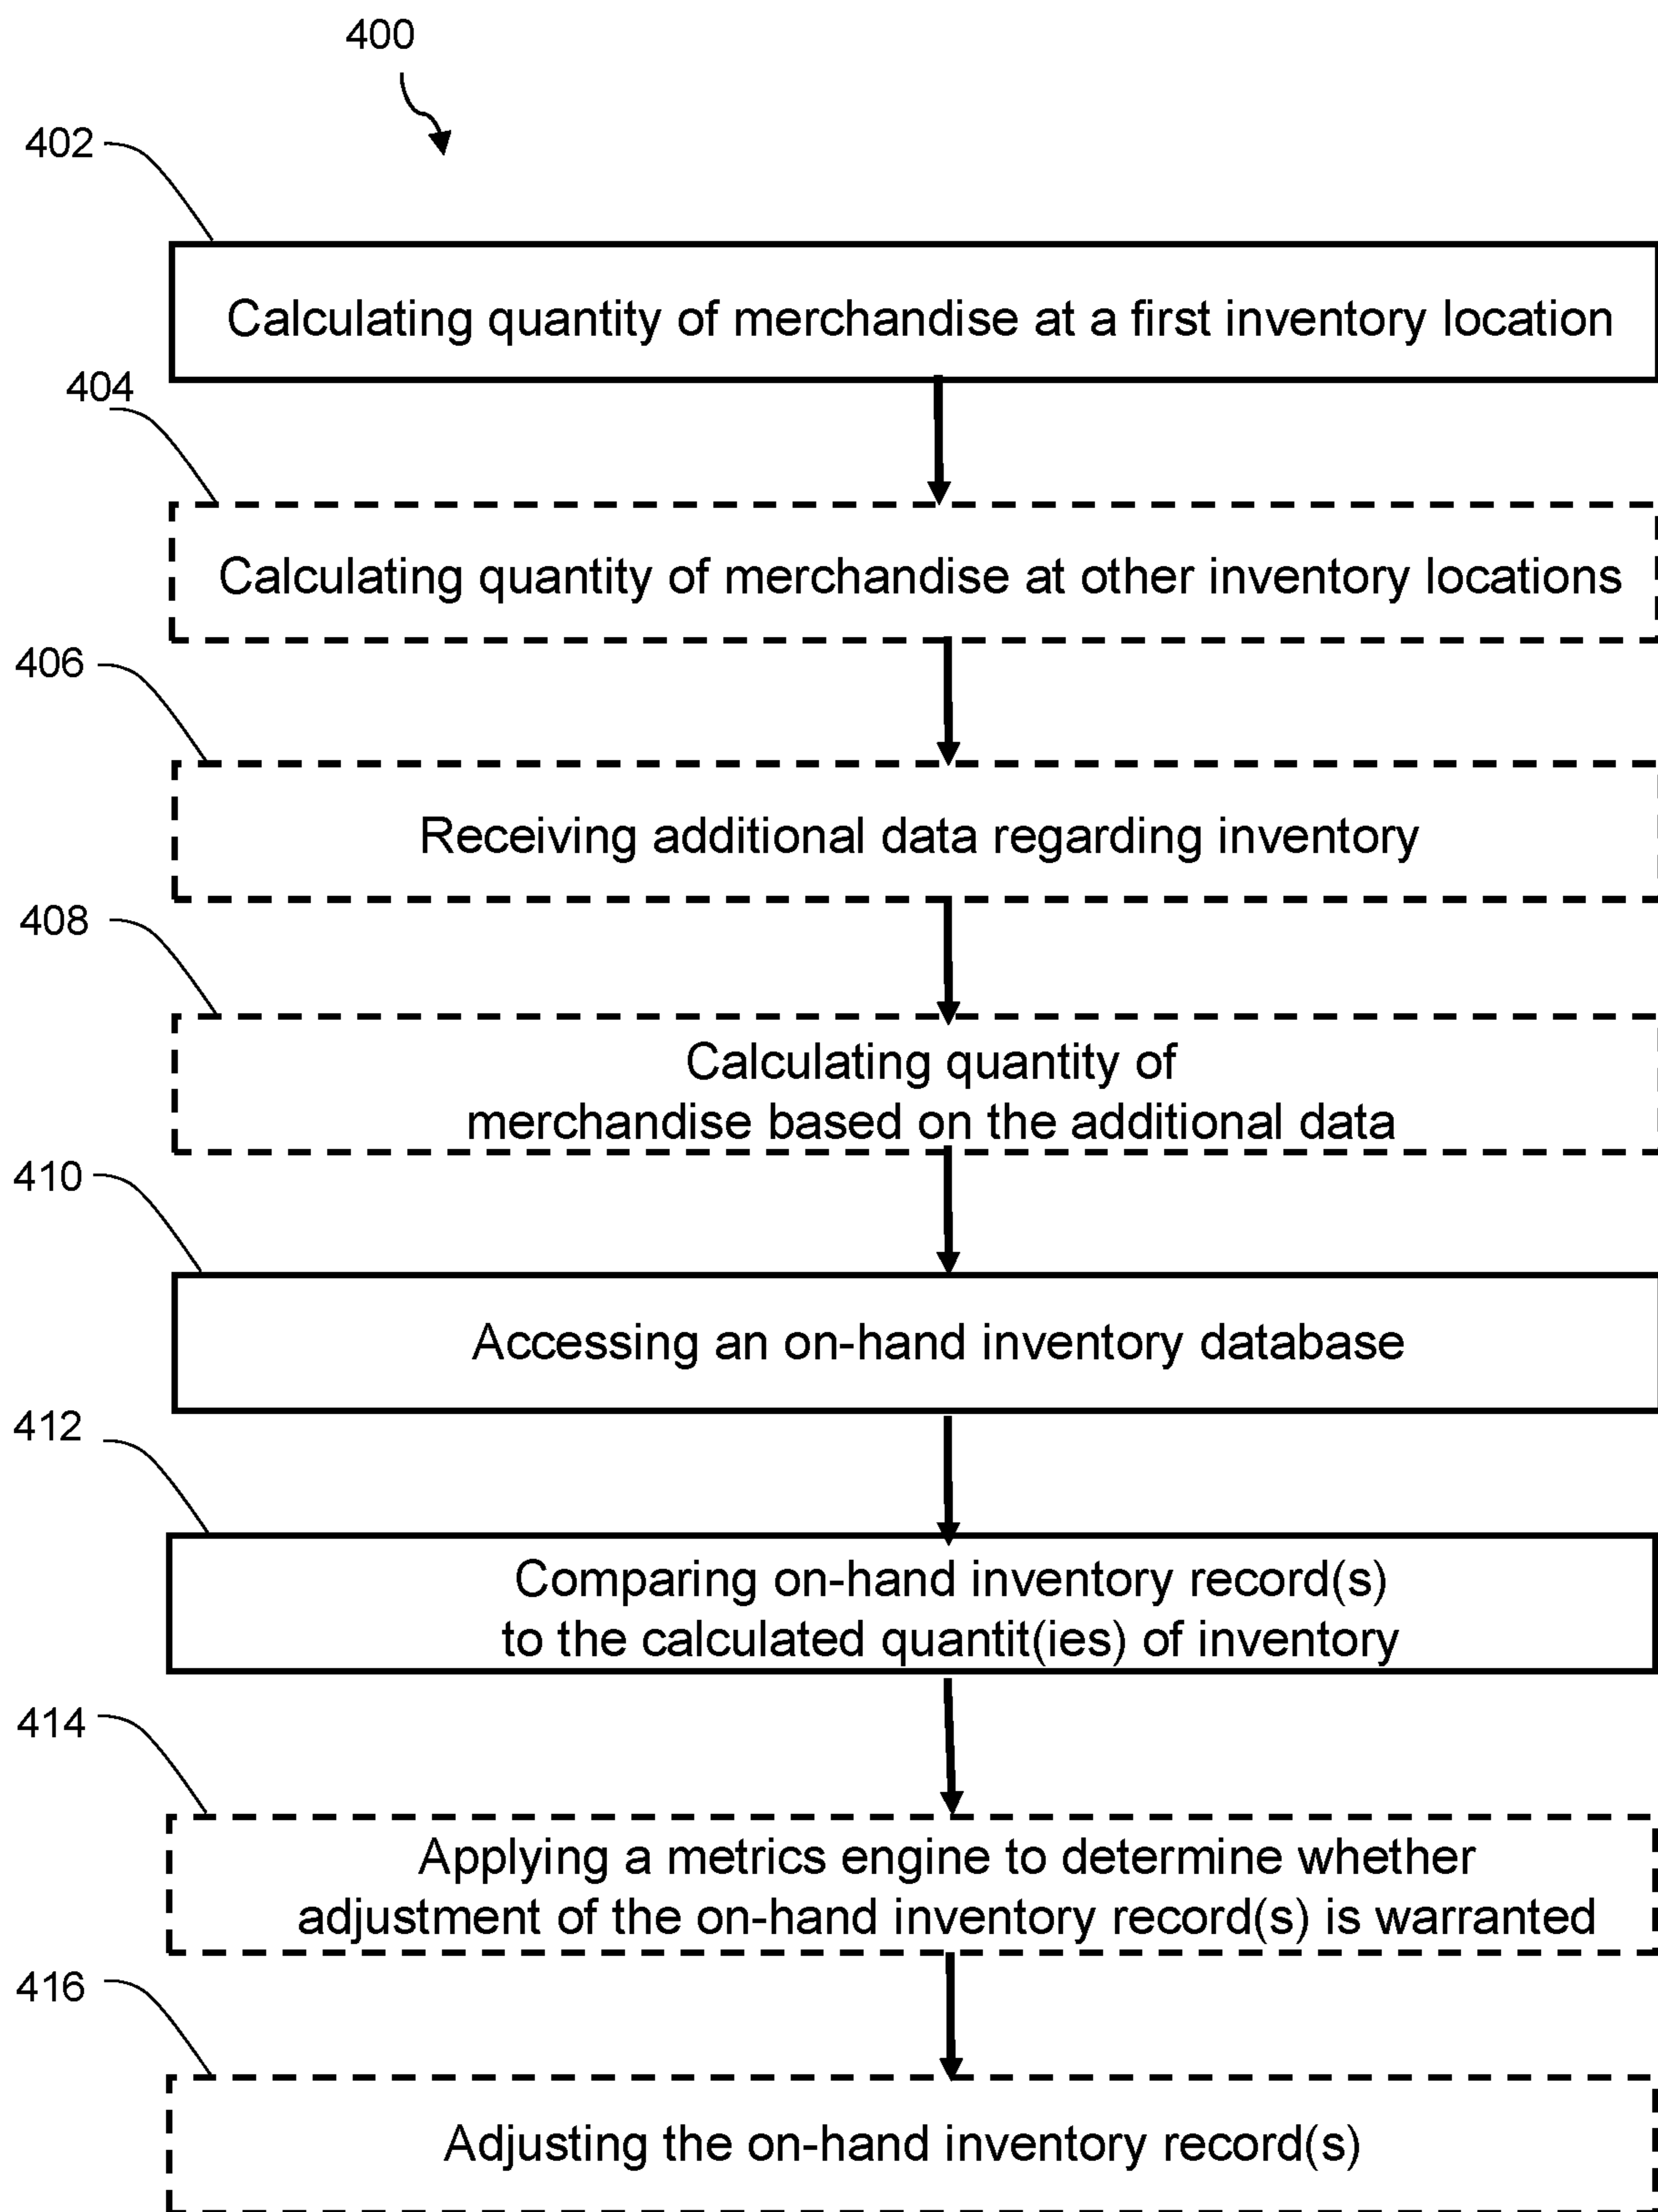 400
402
Calculating quantity of merchandise at a first inventory location
404
Calculating quantity of merchandise at other inventory locations
406
Receiving additional data regarding inventory
408
Calculating quantity of
merchandise based on the additional data
410
Accessing an on-hand inventory database
412
Comparing on-hand inventory record(s)
to the calculated quantit(ies) of inventory
414
Applying a metrics engine to determine whether
adjustment of the on-hand inventory record(s) is warranted
416
Adjusting the on-hand inventory record(s)